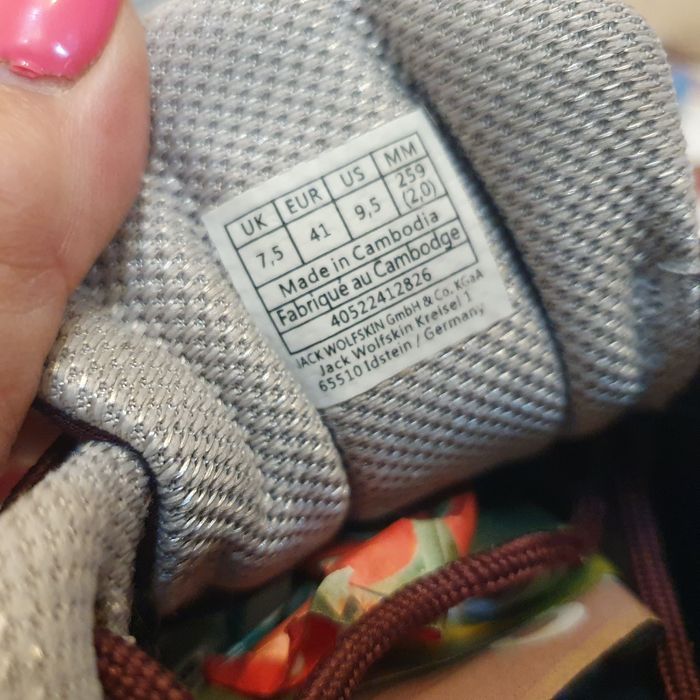 UK EUR US MM
7,5 41 9,5 259 (2,0)
Made in Cambodia
Fabriqué au Cambodge
40522412826
JACK WOLFSKIN GmbH & Co. KGaA
Jack Wolfskin Kreisel 1
65510 Idstein / Germany